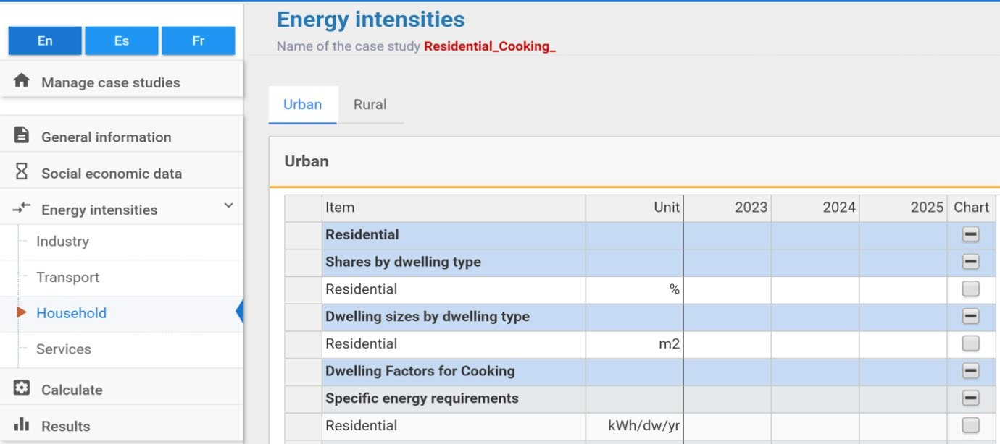 Energy intensities
Name of the case study Residential_Cooking_
En Es Fr
Manage case studies
General information
Social economic data
Energy intensities
Industry
Transport
Household
Services
Calculate
Results
Urban Rural
Urban
Item Unit 2023 2024 2025 Chart
Residential
Shares by dwelling type
Residential %
Dwelling sizes by dwelling type
Residential m2
Dwelling Factors for Cooking
Specific energy requirements
Residential kWh/dw/yr